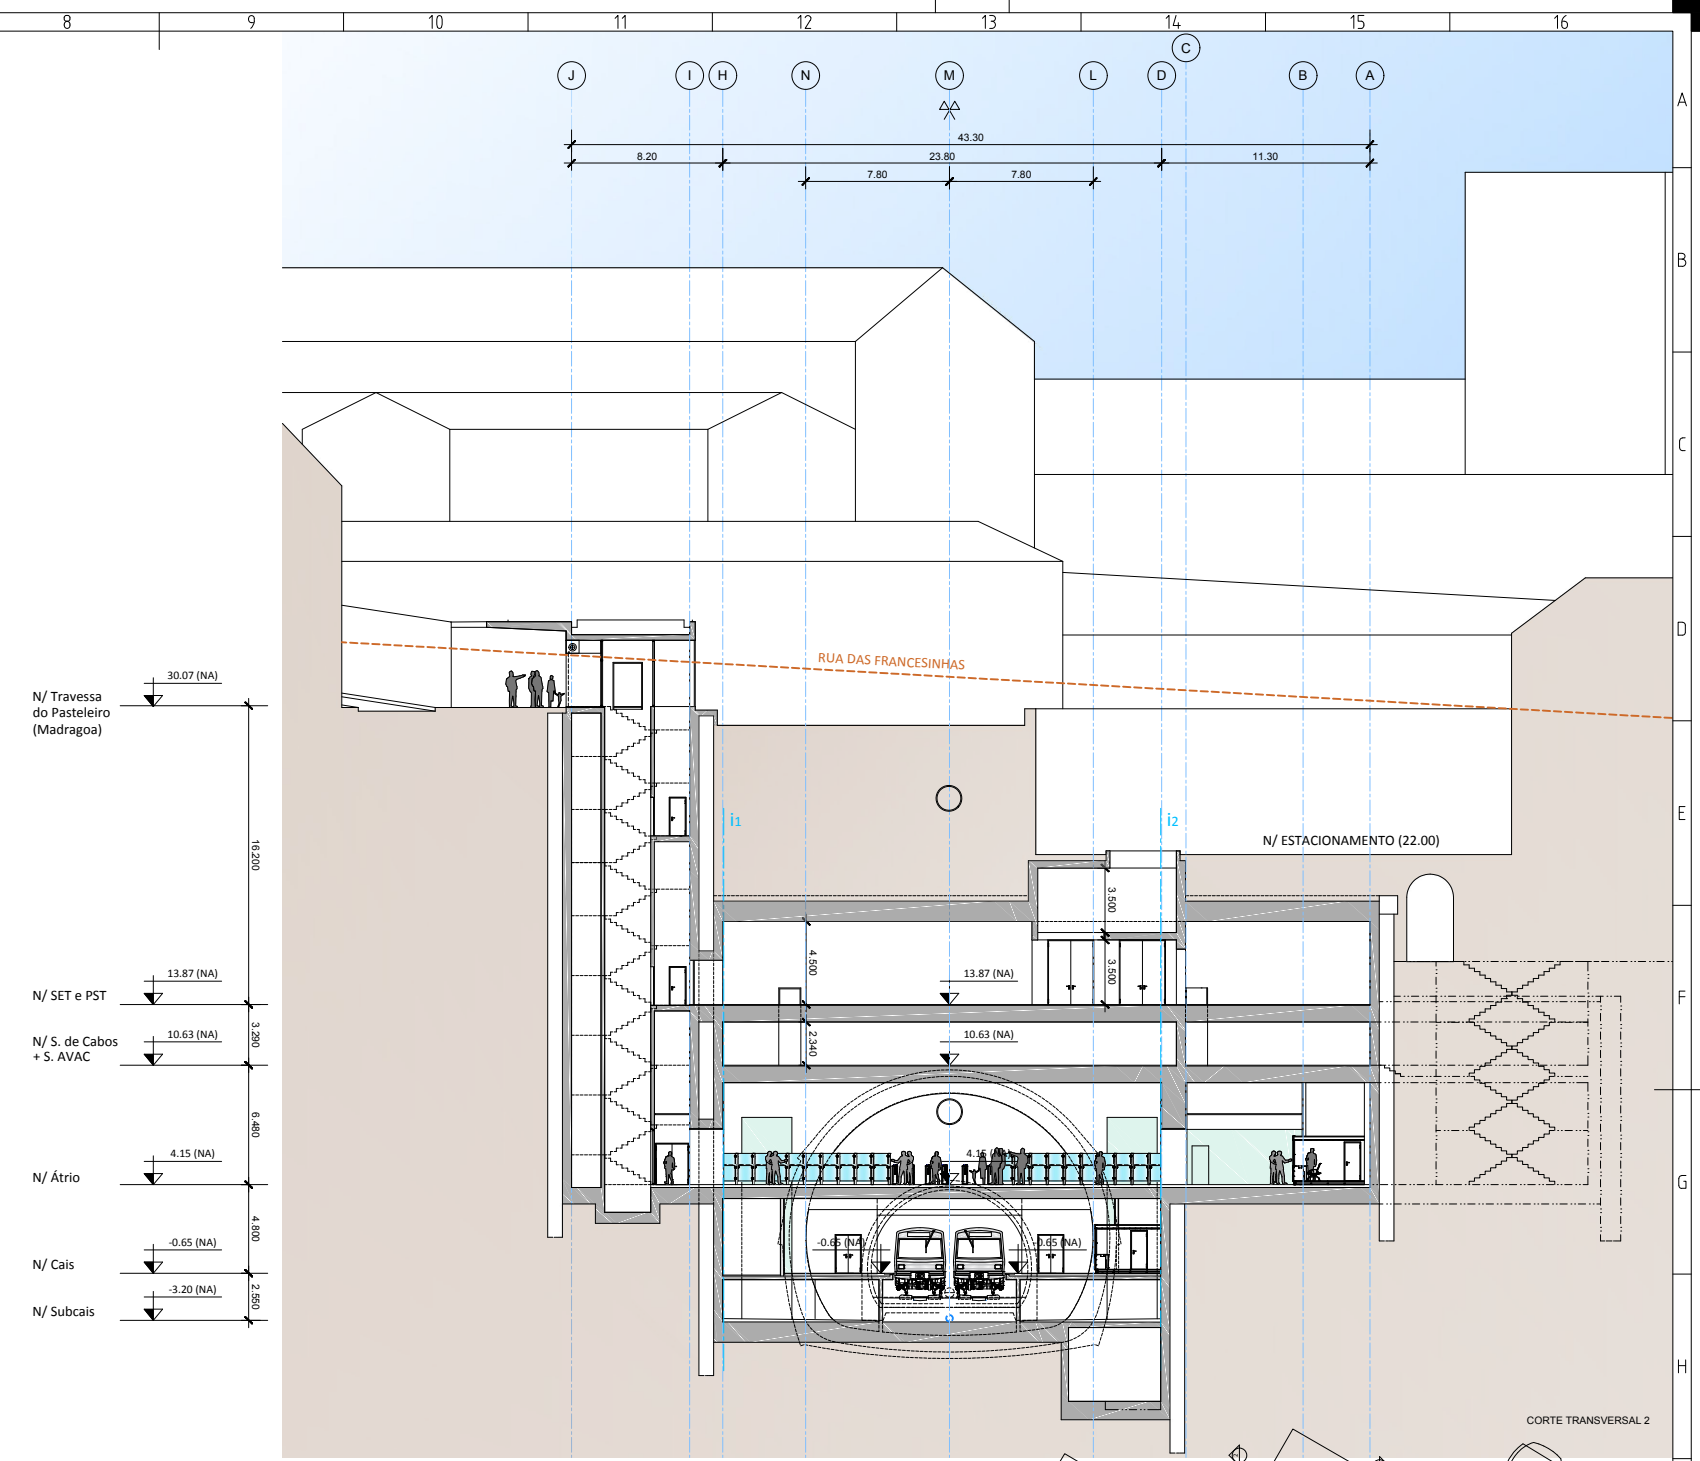 8 9 10 11 12 13 14 15 16
C
J I H N M L D B A
A
43.30
8.20 23.80 11.30
7.80 7.80
B
C
D
RUA DAS FRANCESINHAS
30.07 (NA)
N/ Travessa
do Pasteleiro
(Madragoa)
E
i1 i2
N/ ESTACIONAMENTO (22.00)
16.200
3.500
4.500
3.500
13.87 (NA) 13.87 (NA)
N/ SET e PST
F
3.290
2.340
10.63 (NA) 10.63 (NA)
N/ S. de Cabos
+ S. AVAC
6.480
4.15 (NA)
N/ Átrio
G
4.800
-0.65 (NA) -0.65 (NA) -0.65 (NA)
N/ Cais
2.550
-3.20 (NA)
N/ Subcais
H
CORTE TRANSVERSAL 2